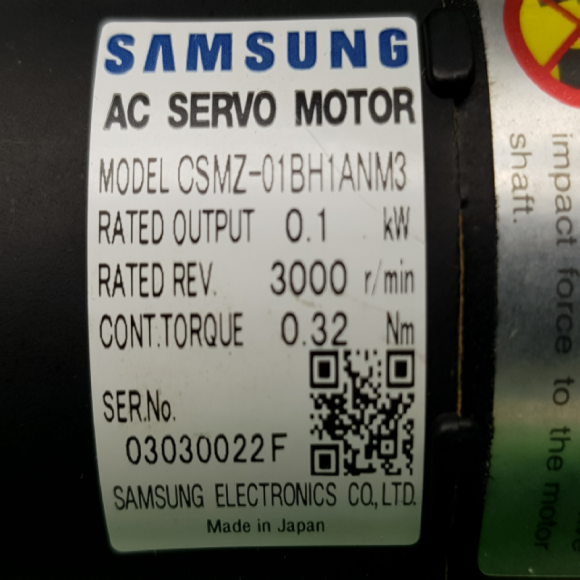 SAMSUNG
AC SERVO MOTOR
MODEL CSMZ-01BH1ANM3
RATED OUTPUT 0.1 kW
RATED REV. 3000 r/min
CONT.TORQUE 0.32 Nm
SER.No.
03030022F
SAMSUNG ELECTRONICS CO.,LTD.
Made in Japan
impact force to the motor
shaft.